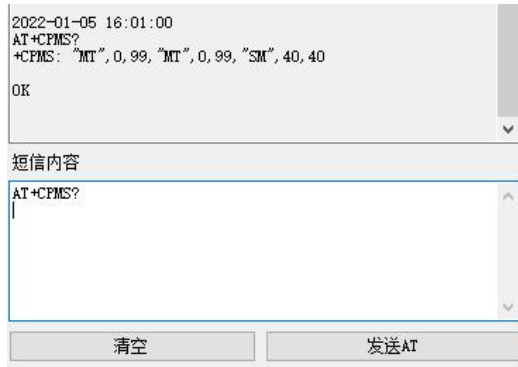 2022-01-05 16:01:00
AT+CPMS?
+CPMS: "MT",0,99,"MT",0,99,"SM",40,40
OK
短信内容
AT+CPMS?
清空
发送AT